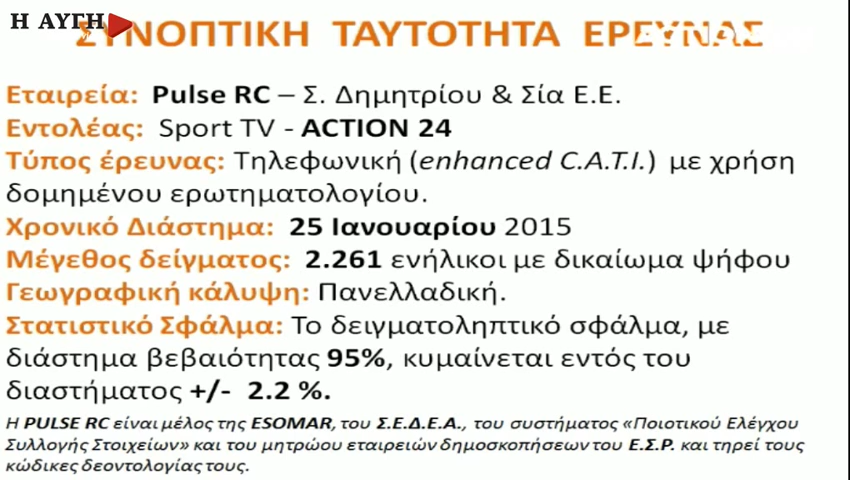 Η ΑΥΓΗ
ΣΥΝΟΠΤΙΚΗ ΤΑΥΤΟΤΗΤΑ ΕΡΕΥΝΑΣ
Εταιρεία: Pulse RC – Σ. Δημητρίου & Σία Ε.Ε.
Εντολέας: Sport TV - ACTION 24
Τύπος έρευνας: Τηλεφωνική (enhanced C.A.T.I.) με χρήση
δομημένου ερωτηματολογίου.
Χρονικό Διάστημα: 25 Ιανουαρίου 2015
Μέγεθος δείγματος: 2.261 ενήλικοι με δικαίωμα ψήφου
Γεωγραφική κάλυψη: Πανελλαδική.
Στατιστικό Σφάλμα: Το δειγματοληπτικό σφάλμα, με
διάστημα βεβαιότητας 95%, κυμαίνεται εντός του
διαστήματος +/- 2.2 %.
Η PULSE RC είναι μέλος της ESOMAR, του Σ.Ε.Δ.Ε.Α., του συστήματος «Ποιοτικού Ελέγχου
Συλλογής Στοιχείων» και του μητρώου εταιρειών δημοσκοπήσεων του Ε.Σ.Ρ. και τηρεί τους
κώδικες δεοντολογίας τους.